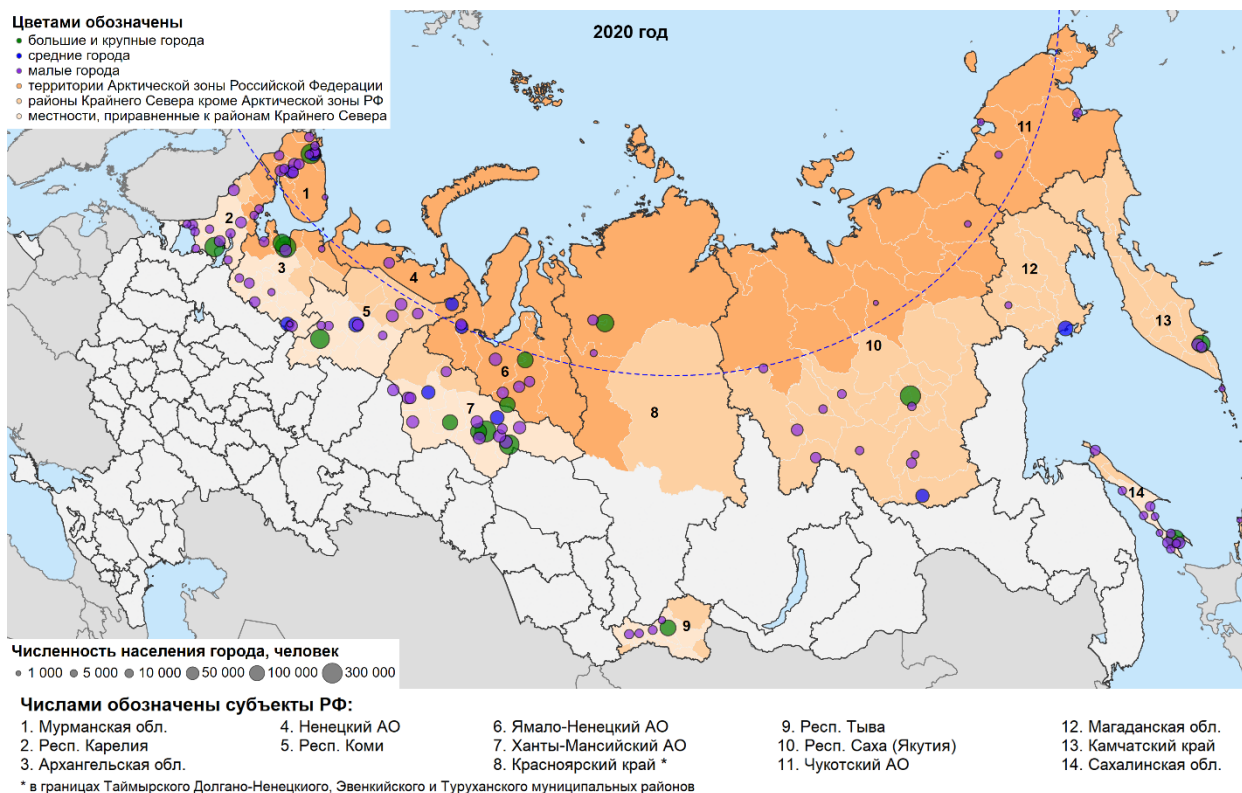 Цветами обозначены
большие и крупные города
средние города
малые города
территории Арктической зоны Российской Федерации
районы Крайнего Севера кроме Арктической зоны РФ
местности, приравненные к районам Крайнего Севера
2020 год
11
1
2
12
3
4
5
13
10
6
8
7
14
9
Численность населения города, человек
1 000 5 000 10 000 50 000 100 000 300 000
Числами обозначены субъекты РФ:
1. Мурманская обл. 4. Ненецкий АО 6. Ямало-Ненецкий АО 9. Респ. Тыва 12. Магаданская обл.
2. Респ. Карелия 5. Респ. Коми 7. Ханты-Мансийский АО 10. Респ. Саха (Якутия) 13. Камчатский край
3. Архангельская обл. 8. Красноярский край * 11. Чукотский АО 14. Сахалинская обл.
* в границах Таймырского Долгано-Ненецкиого, Эвенкийского и Туруханского муниципальных районов